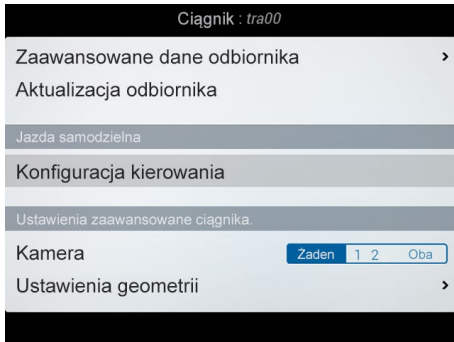 Ciągnik : tra00
Zaawansowane dane odbiornika
Aktualizacja odbiornika
Jazda samodzielna
Konfiguracja kierowania
Ustawienia zaawansowane ciągnika.
Kamera Żaden 1 2 Oba
Ustawienia geometrii